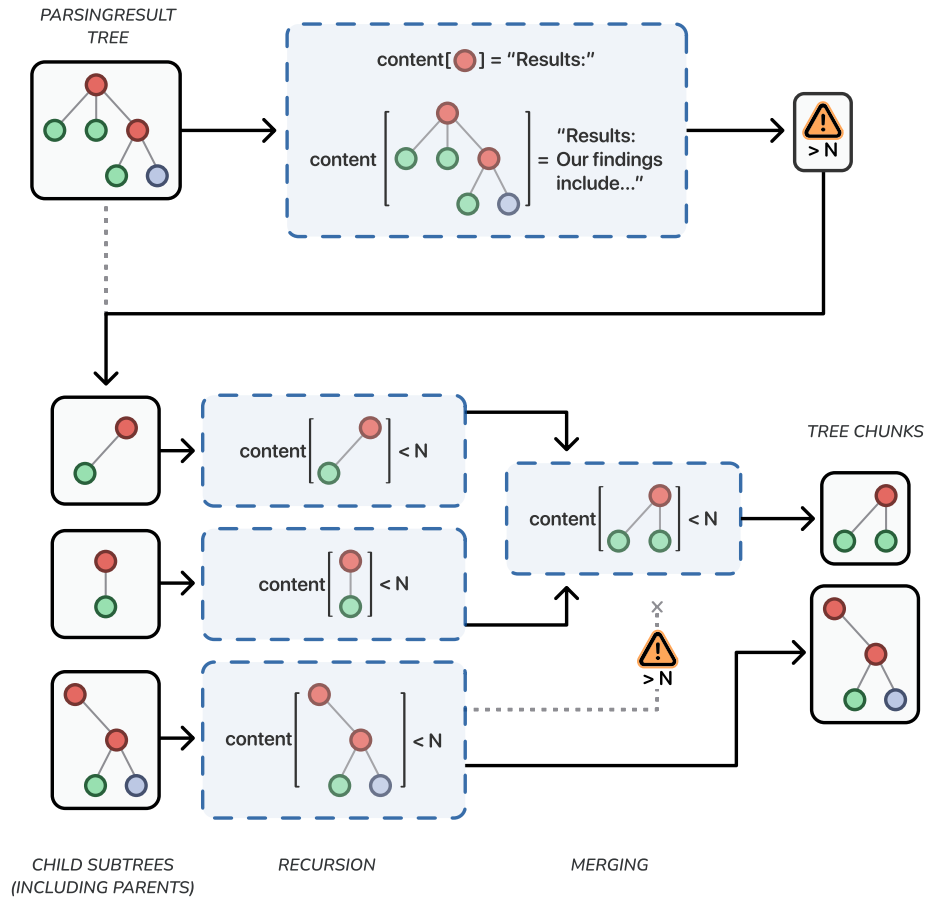 PARSINGRESULT
TREE
content[ ] = “Results:”
content [ ] = “Results:
Our findings
include...”
> N
content[ ] < N
content[ ] < N
content[ ] < N
content[ ] < N
> N
TREE CHUNKS
CHILD SUBTREES
(INCLUDING PARENTS)
RECURSION
MERGING